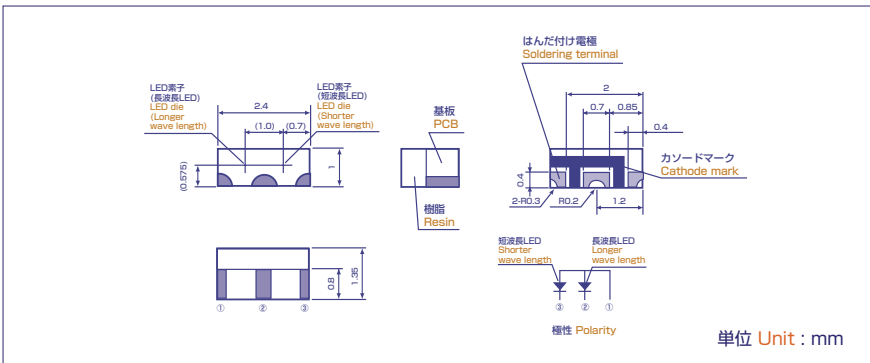 LED素子
(長波長LED)
LED die
(Longer
wave length)
2.4
(1.0)
(0.7)
LED素子
(短波長LED)
LED die
(Shorter
wave length)
(0.575)
1
基板
PCB
樹脂
Resin
はんだ付け電極
Soldering terminal
2
0.7
0.85
0.4
カソードマーク
Cathode mark
0.4
2-R0.3
R0.2
1.2
0.8
1.35
① ② ③
短波長LED
Shorter
wave length
長波長LED
Longer
wave length
③ ② ①
極性 Polarity
単位 Unit : mm